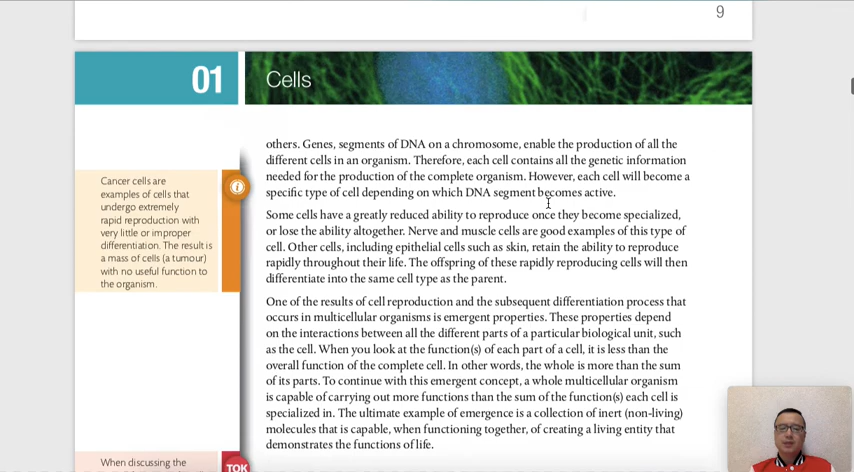 9
01
Cells
others. Genes, segments of DNA on a chromosome, enable the production of all the
different cells in an organism. Therefore, each cell contains all the genetic information
needed for the production of the complete organism. However, each cell will become a
specific type of cell depending on which DNA segment becomes active.
Cancer cells are
examples of cells that
undergo extremely
rapid reproduction with
very little or improper
differentiation. The result is
a mass of cells (a tumour)
with no useful function to
the organism.
Some cells have a greatly reduced ability to reproduce once they become specialized,
or lose the ability altogether. Nerve and muscle cells are good examples of this type of
cell. Other cells, including epithelial cells such as skin, retain the ability to reproduce
rapidly throughout their life. The offspring of these rapidly reproducing cells will then
differentiate into the same cell type as the parent.
One of the results of cell reproduction and the subsequent differentiation process that
occurs in multicellular organisms is emergent properties. These properties depend
on the interactions between all the different parts of a particular biological unit, such
as the cell. When you look at the function(s) of each part of a cell, it is less than the
overall function of the complete cell. In other words, the whole is more than the sum
of its parts. To continue with this emergent concept, a whole multicellular organism
is capable of carrying out more functions than the sum of the function(s) each cell is
specialized in. The ultimate example of emergence is a collection of inert (non-living)
molecules that is capable, when functioning together, of creating a living entity that
demonstrates the functions of life.
When discussing the
TOK